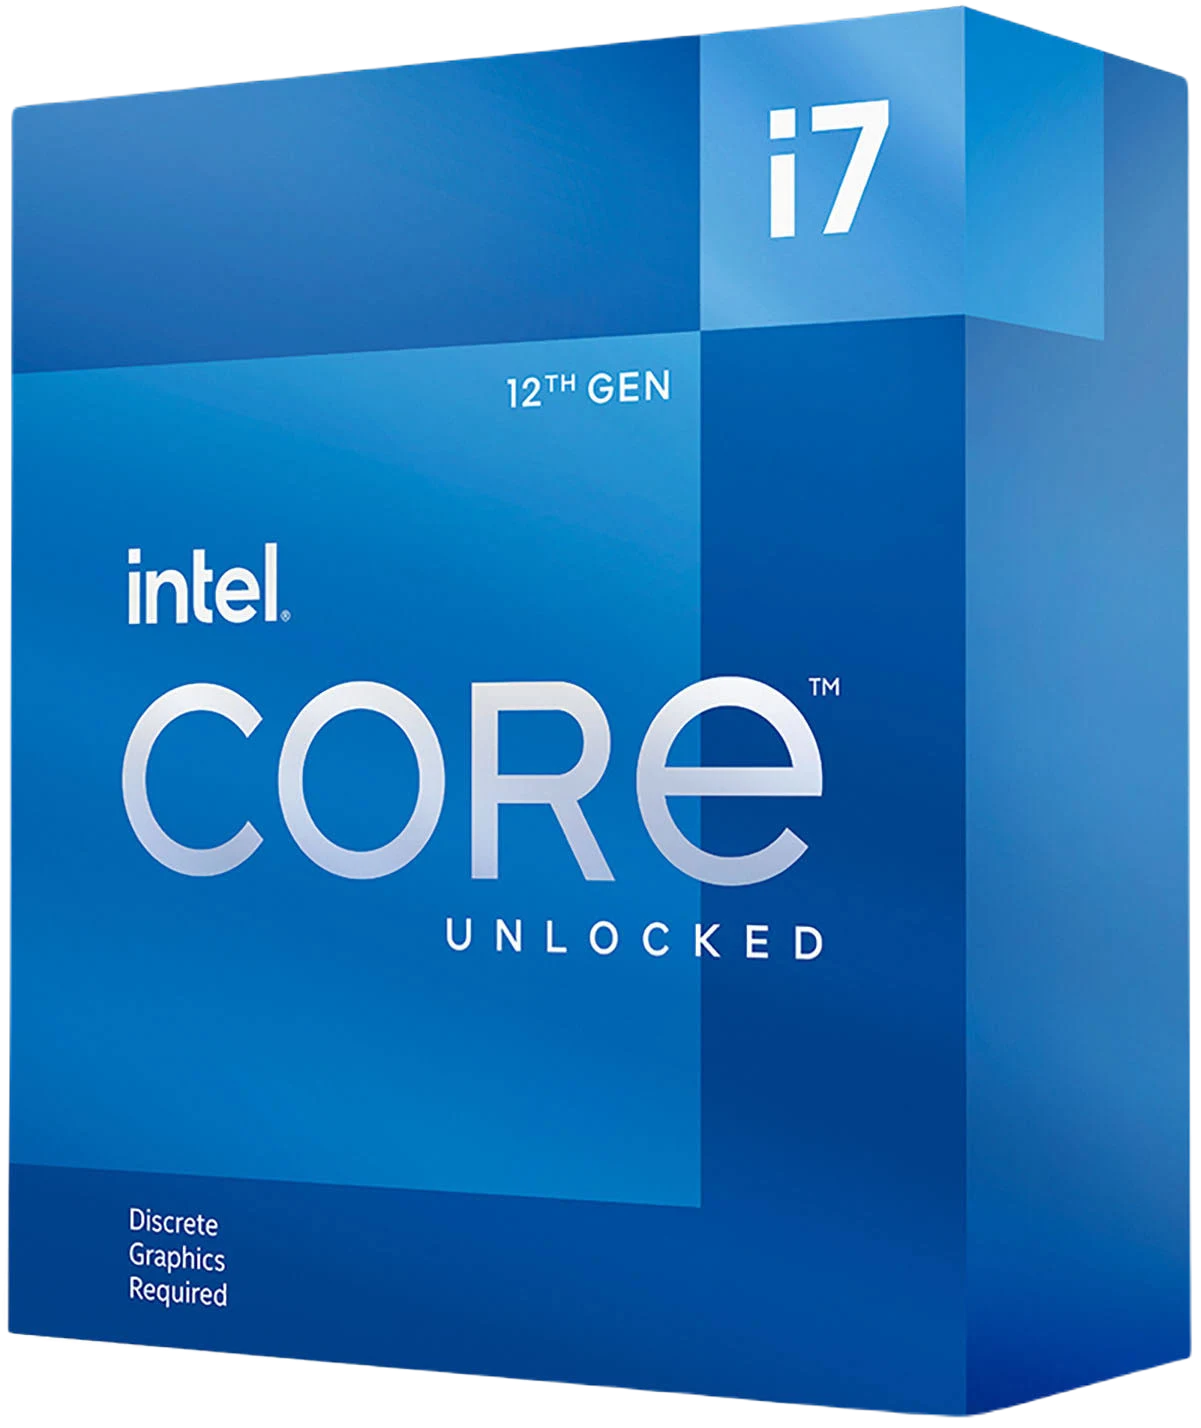 i7
12TH GEN
intel®
CORe™
UNLOCKED
Discrete
Graphics
Required